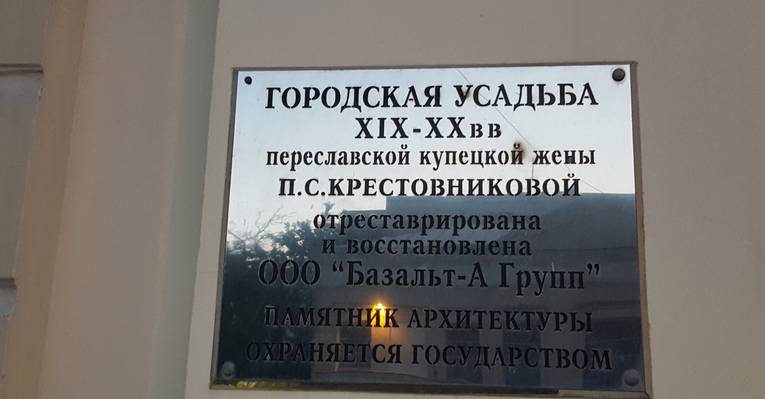 ГОРОДСКАЯ УСАДЬБА
XIX-XXвв
переславской купецкой жены
П.С.КРЕСТОВНИКОВОЙ
отреставрирована
и восстановлена
ООО "Базальт-А Групп"
ПАМЯТНИК АРХИТЕКТУРЫ
ОХРАНЯЕТСЯ ГОСУДАРСТВОМ